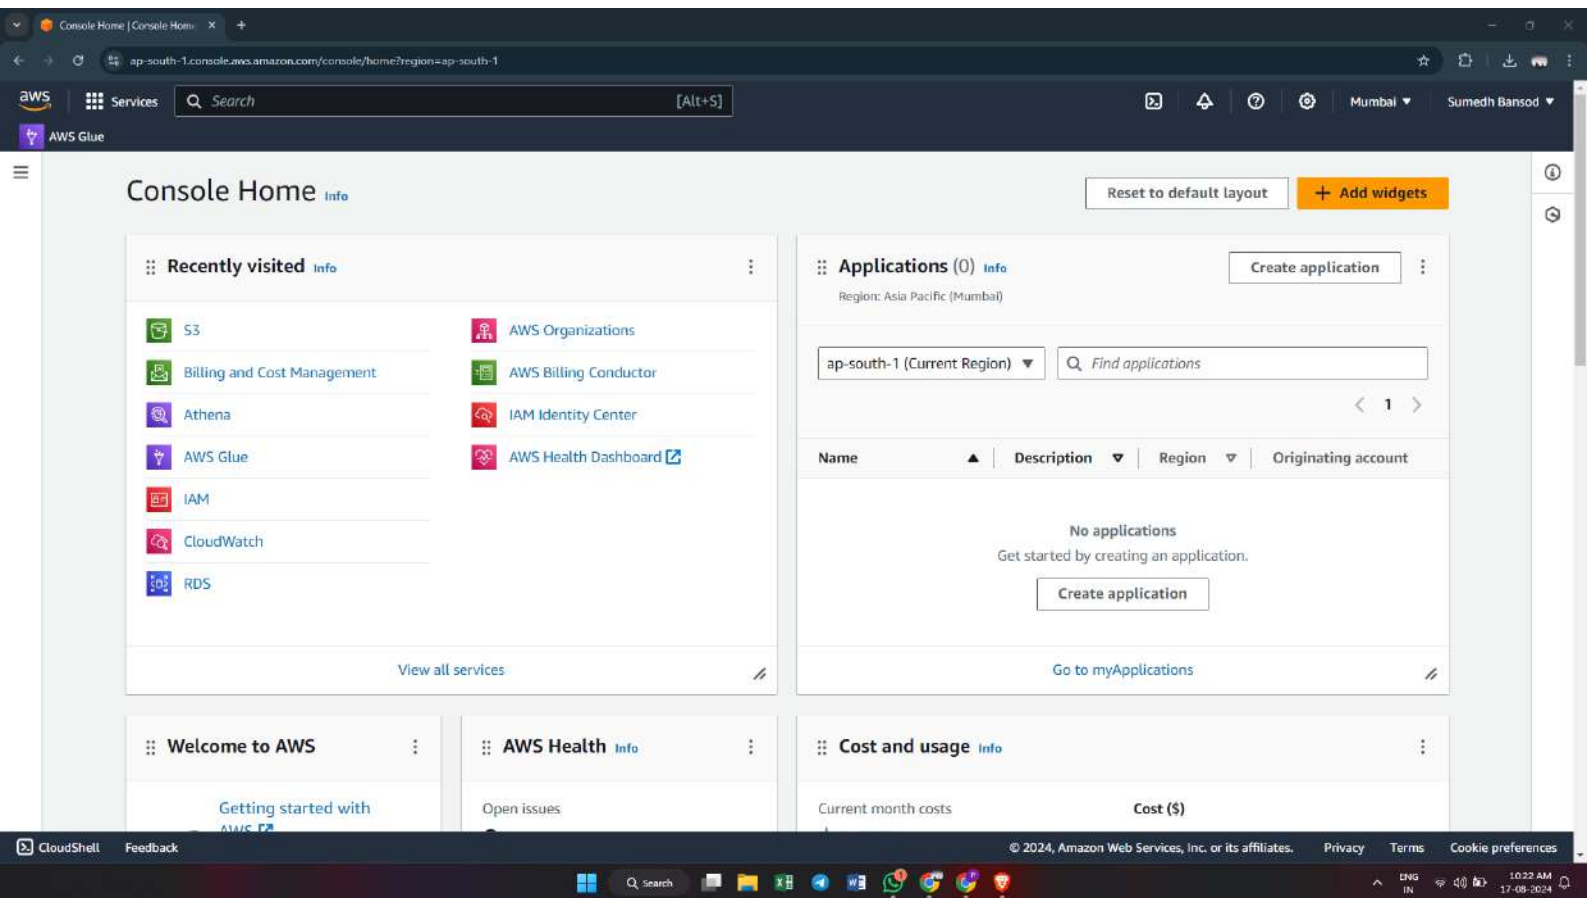 Console Home | Console Home
ap-south-1.console.aws.amazon.com/console/home?region=ap-south-1
aws
Services
Search
[Alt+S]
Mumbai
Sumedh Bansod
AWS Glue
Console Home Info
Reset to default layout
Add widgets
Recently visited Info
S3
Billing and Cost Management
Athena
AWS Glue
IAM
CloudWatch
RDS
AWS Organizations
AWS Billing Conductor
IAM Identity Center
AWS Health Dashboard
View all services
Applications (0) Info
Create application
Region: Asia Pacific (Mumbai)
ap-south-1 (Current Region)
Find applications
1
Name Description Region Originating account
No applications
Get started by creating an application.
Create application
Go to myApplications
Welcome to AWS
Getting started with
AWS
AWS Health Info
Open issues
Cost and usage Info
Current month costs
Cost ($)
CloudShell Feedback
© 2024, Amazon Web Services, Inc. or its affiliates. Privacy Terms Cookie preferences
Search
ENG
IN
10:22 AM
17-08-2024